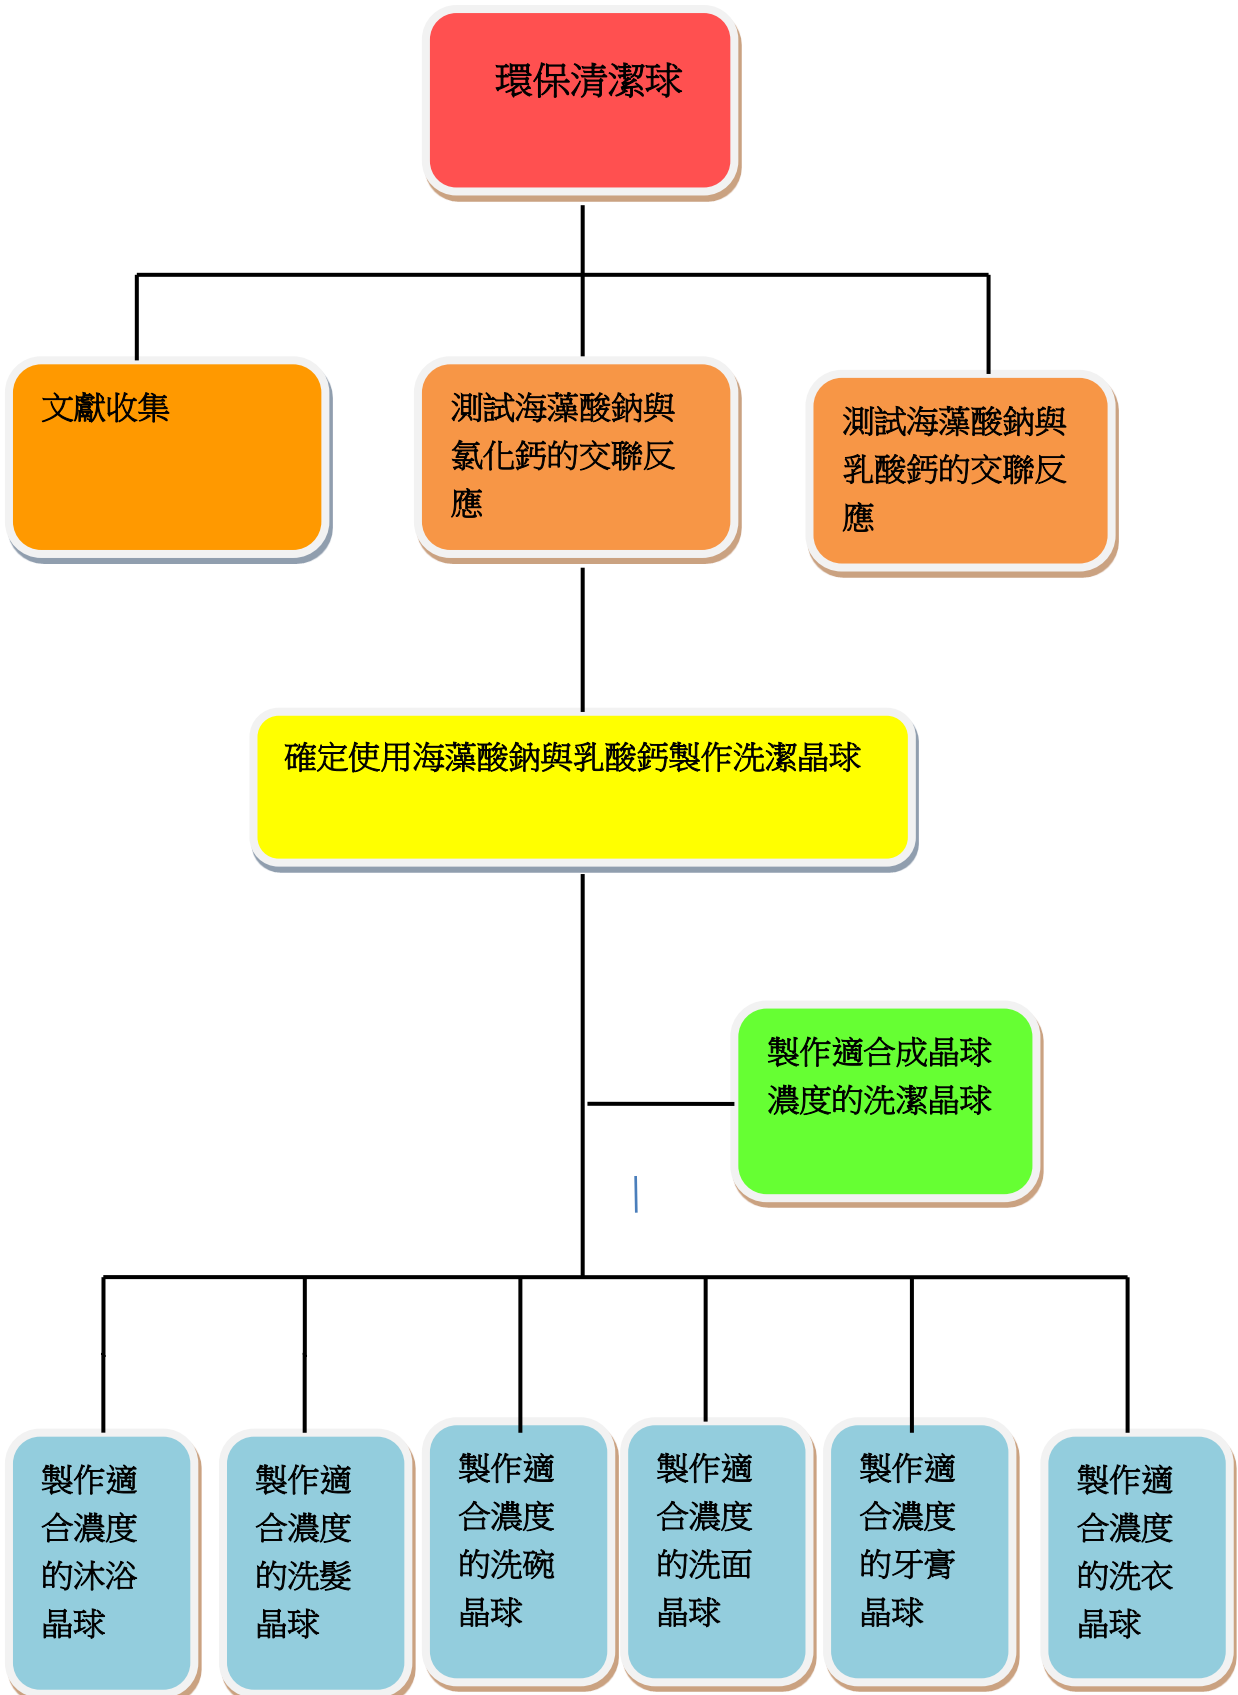 環保清潔球
文獻收集
測試海藻酸鈉與
氯化鈣的交聯反
應
測試海藻酸鈉與
乳酸鈣的交聯反
應
確定使用海藻酸鈉與乳酸鈣製作洗潔晶球
製作適合成晶球
濃度的洗潔晶球
製作適
合濃度
的沐浴
晶球
製作適
合濃度
的洗髮
晶球
製作適
合濃度
的洗碗
晶球
製作適
合濃度
的洗面
晶球
製作適
合濃度
的牙膏
晶球
製作適
合濃度
的洗衣
晶球